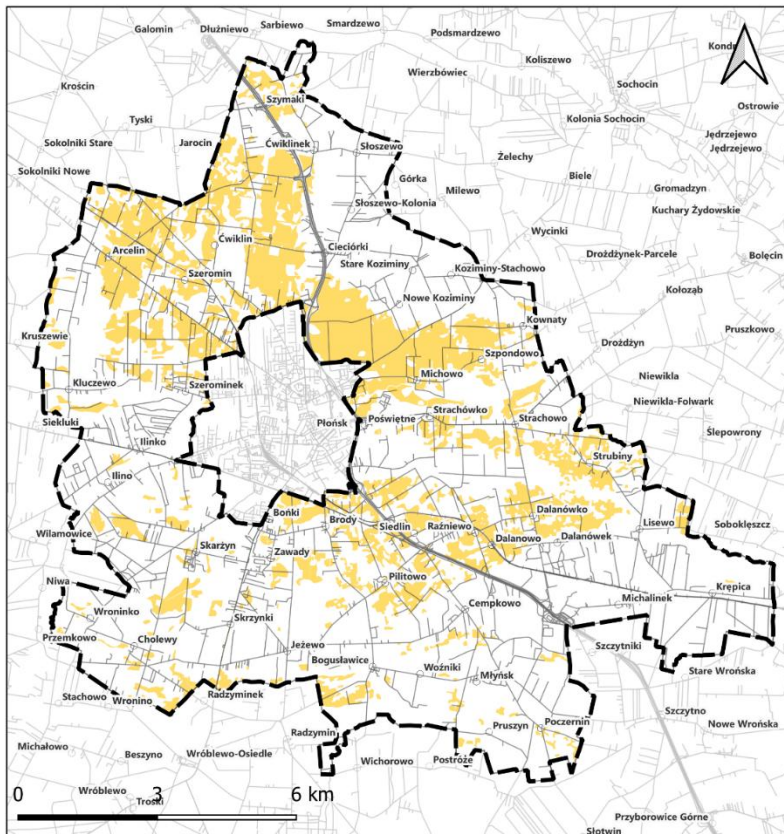 Galomin
Dłużniewo
Sarbiewo
Smardzewo
Podsmardzewo
Koliszewo
Wierzbówiec
Sochocin
Krościn
Szymaki
Kolonia Sochocin
Ostrowie
Tyski
Sokolniki Stare
Jarocin
Ćwiklinek
Słoszewo
Jędrzejewo
Jędrzejewo
Żelechy
Sokolniki Nowe
Górka
Milewo
Biele
Gromadzyn
Słoszewo-Kolonia
Kuchary Żydowskie
Wycinki
Ćwiklin
Cieciórki
Arcelin
Stare Koziminy
Drożdżynek-Parcele
Bolęcin
Szeromin
Koziminy-Stachowo
Kołoząb
Nowe Koziminy
Kownaty
Pruszkowo
Kruszewie
Szpondowo
Drożdżyn
Michowo
Niewikla
Kluczewo
Szerominek
Niewikla-Folwark
Siekluki
Płońsk
Poświętne
Strachówko
Strachowo
Ślepowrony
Ilinko
Strubiny
Ilino
Bońki
Brody
Siedlin
Raźniewo
Dalanówko
Lisewo
Soboklęszcz
Wilamowice
Skarżyn
Zawady
Dalanowo
Dalanówek
Niwa
Pilitowo
Krępica
Wroninko
Cempkowo
Michalinek
Skrzynki
Przemkowo
Cholewy
Jeżewo
Szczytniki
Bogusławice
Woźniki
Stare Wrońska
Młyńsk
Stachowo
Wronino
Radzyminek
Szczytno
Nowe Wrońska
Radzimin
Pruszyn
Poczernin
Michałowo
Beszyno
Wróblewo-Osiedle
Wichorowo
Postróże
Wróblewo
Troski
0 3 6 km
Przyborowice Górne
Słotwin